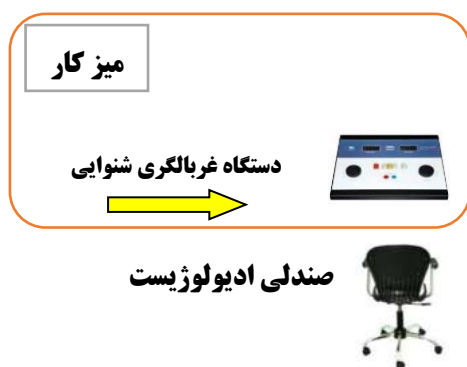 میز کار
دستگاه غربالگری شنوایی
صندلی ادیولوژیست